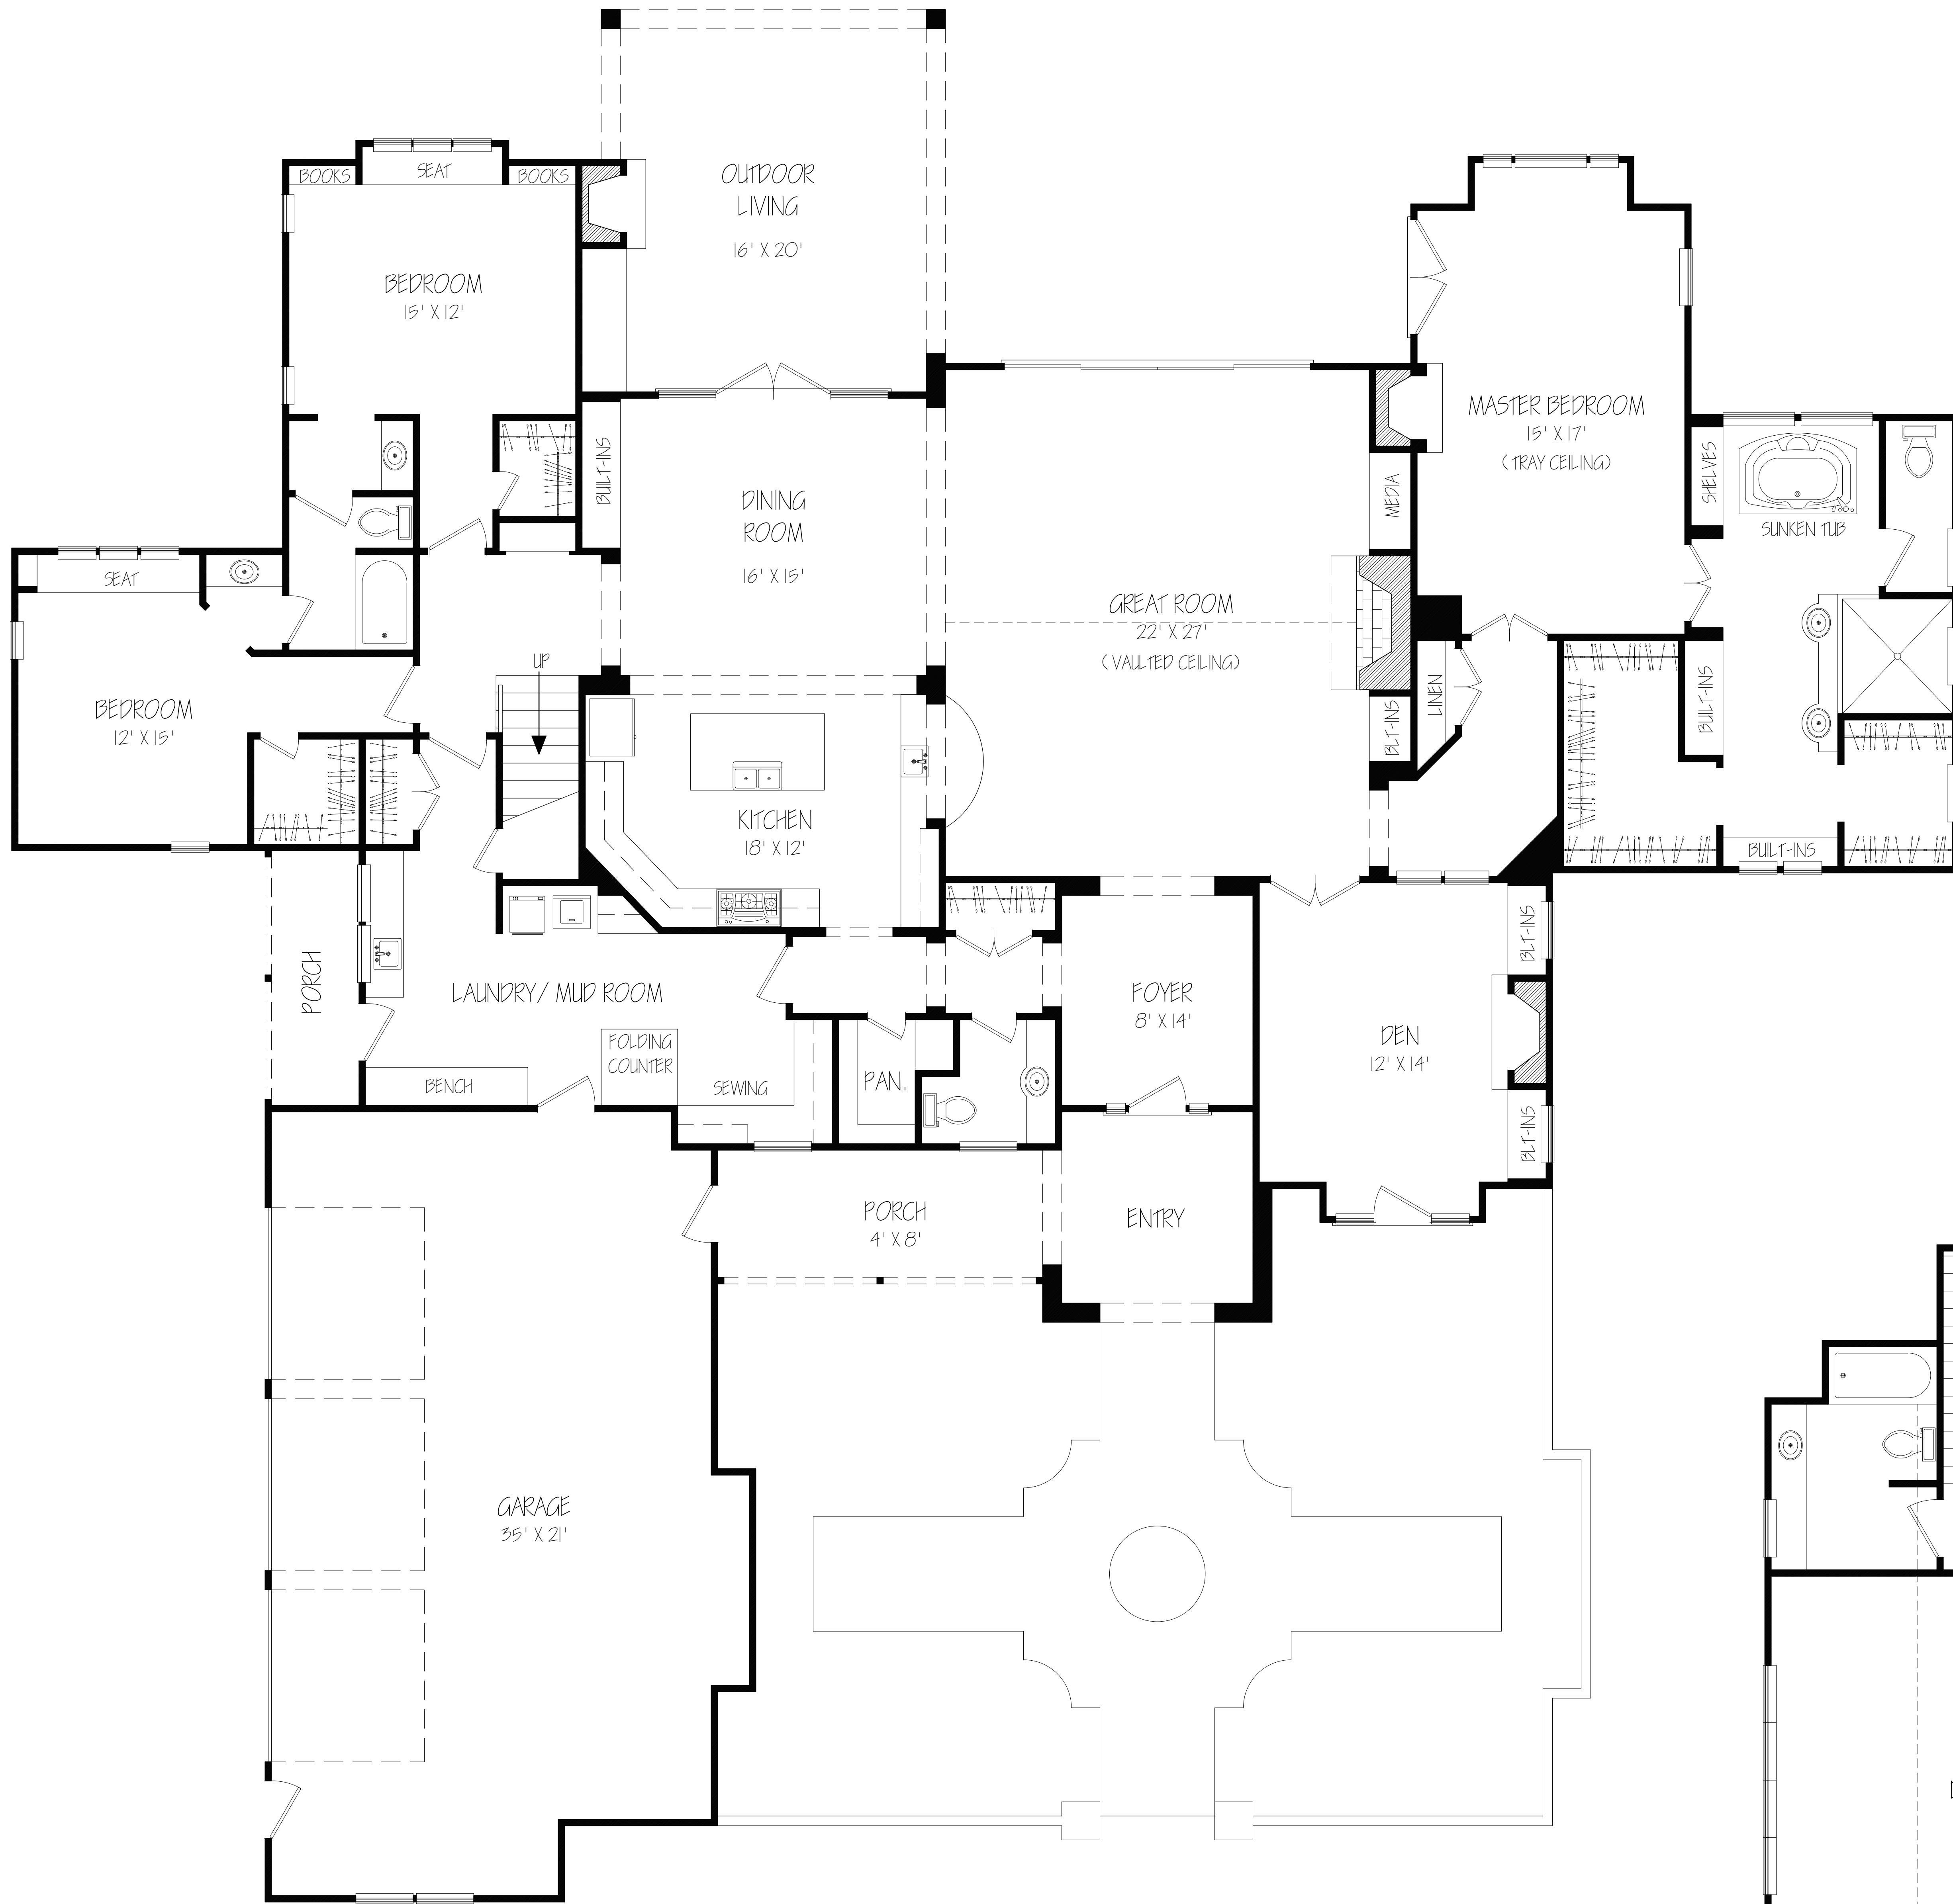 OUTDOOR
LIVING
16' X 20'
BOOKS
SEAT
BOOKS
BEDROOM
15' X 12'
MASTER BEDROOM
15' X 17'
( TRAY CEILING)
SHELVES
SUNKEN TUB
BUILT-INS
DINING
ROOM
16' X 15'
MEDIA
SEAT
GREAT ROOM
22' X 27'
( VAULTED CEILING)
UP
BEDROOM
12' X 15'
LINEN
BLT-INS
BUILT-INS
KITCHEN
18' X 12'
BUILT-INS
PORCH
LAUNDRY/ MUD ROOM
FOYER
8' X 14'
BLT-INS
DEN
12' X 14'
FOLDING
COUNTER
BENCH
SEWING
PAN.
BLT-INS
PORCH
4' X 8'
ENTRY
GARAGE
35' X 21'